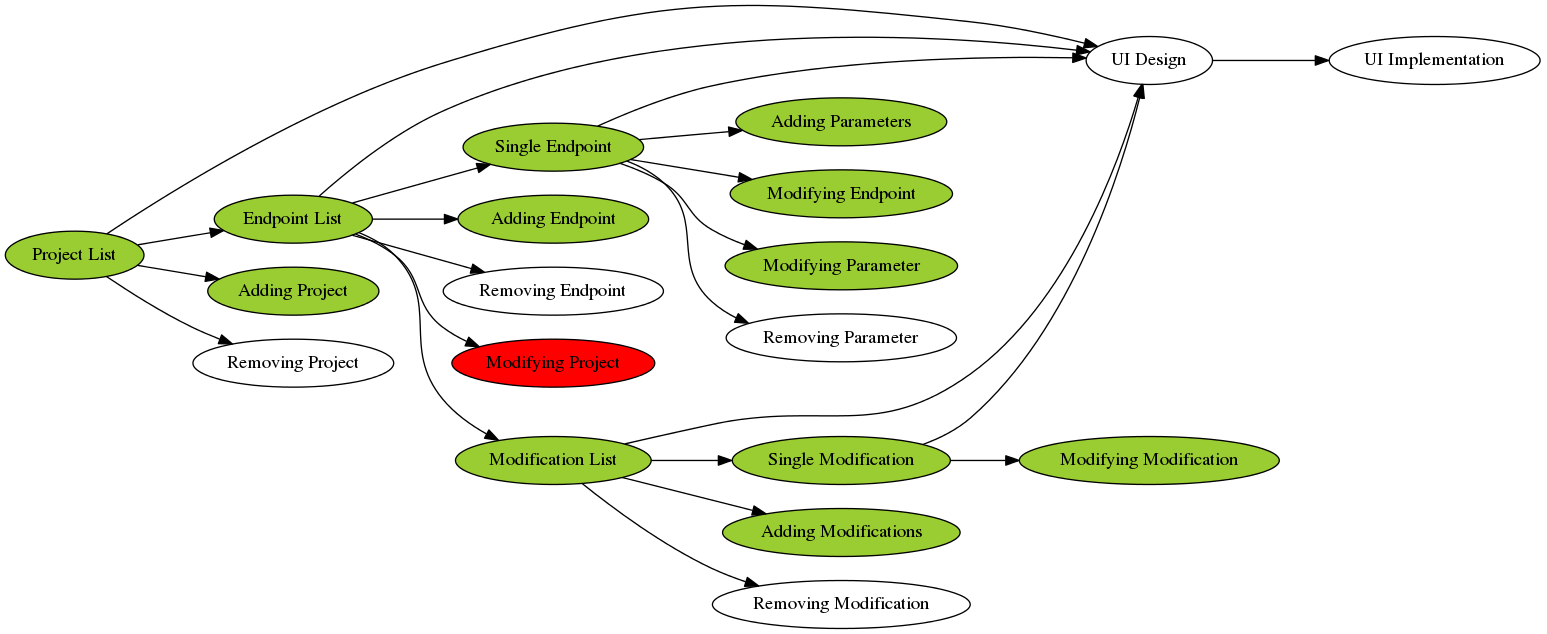 UI Design
UI Implementation
Adding Parameters
Single Endpoint
Modifying Endpoint
Endpoint List
Adding Endpoint
Project List
Modifying Parameter
Adding Project
Removing Endpoint
Removing Parameter
Removing Project
Modifying Project
Modification List
Single Modification
Modifying Modification
Adding Modifications
Removing Modification